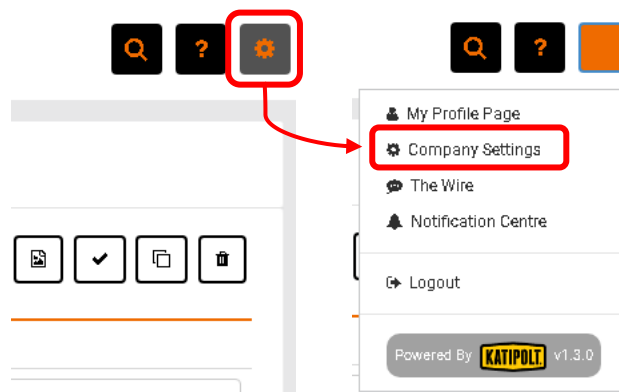 ?
?
My Profile Page
Company Settings
The Wire
Notification Centre
Logout
Powered By KATIPOLT. v1.3.0